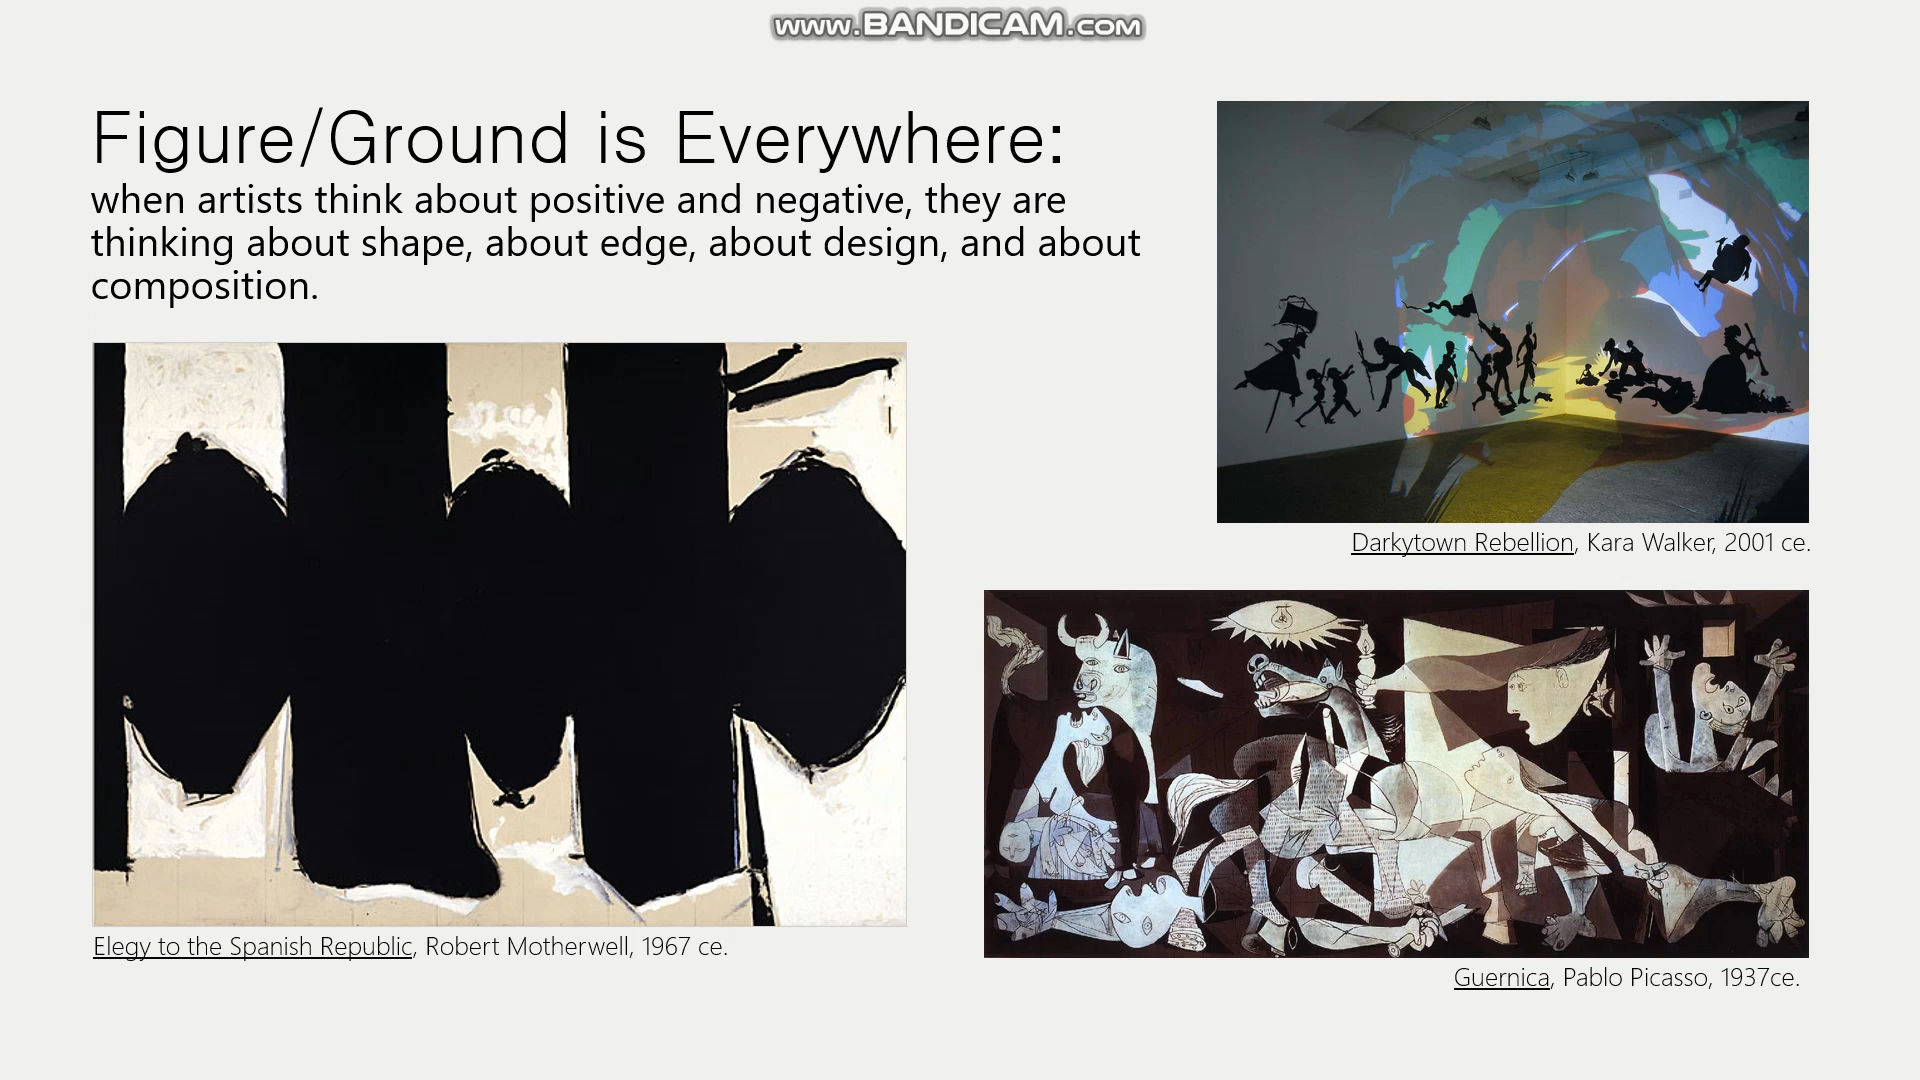 www.BANDICAM.com
Figure/Ground is Everywhere:
when artists think about positive and negative, they are
thinking about shape, about edge, about design, and about
composition.
Darkytown Rebellion, Kara Walker, 2001 ce.
Elegy to the Spanish Republic, Robert Motherwell, 1967 ce.
Guernica, Pablo Picasso, 1937ce.